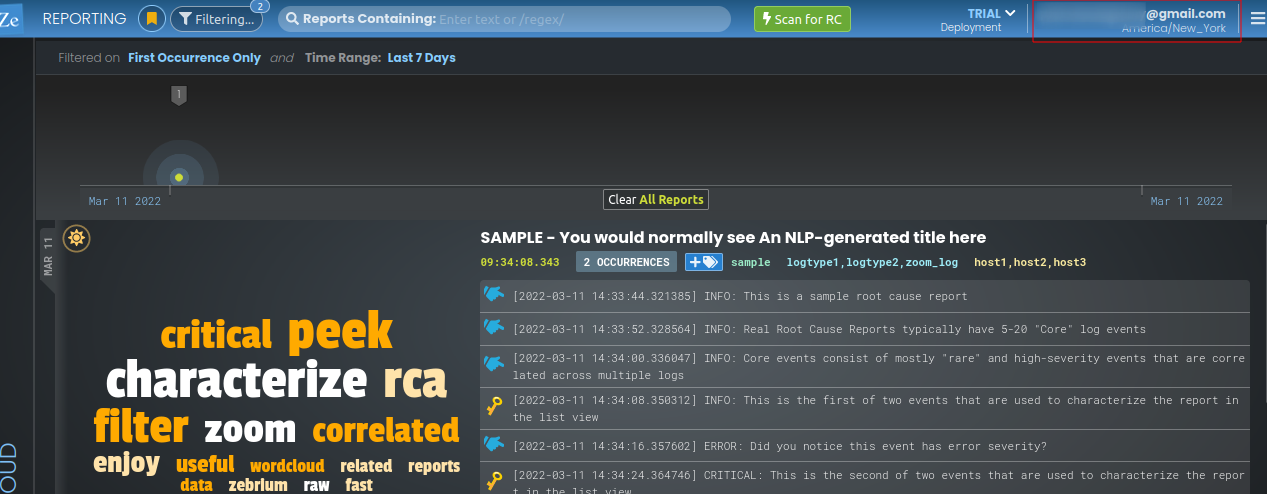 Ze REPORTING Filtering... 2 Reports Containing: Enter text or /regex/ Scan for RC TRIAL @gmail.com
Deployment America/New_York
Filtered on First Occurrence Only and Time Range: Last 7 Days
1
Mar 11 2022 Clear All Reports Mar 11 2022
MAR 11
SAMPLE - You would normally see An NLP-generated title here
09:34:08.343 2 OCCURRENCES + sample logtype1,logtype2,zoom_log host1,host2,host3
[2022-03-11 14:33:44.321385] INFO: This is a sample root cause report
[2022-03-11 14:33:52.328564] INFO: Real Root Cause Reports typically have 5-20 "Core" log events
[2022-03-11 14:34:00.336047] INFO: Core events consist of mostly "rare" and high-severity events that are corre
lated across multiple logs
[2022-03-11 14:34:08.350312] INFO: This is the first of two events that are used to characterize the report in
the list view
[2022-03-11 14:34:16.357602] ERROR: Did you notice this event has error severity?
[2022-03-11 14:34:24.364746] CRITICAL: This is the second of two events that are used to characterize the repor
t in the list view
critical peek
characterize rca
filter zoom correlated
enjoy useful wordcloud related reports
data zebrium raw fast
OUD